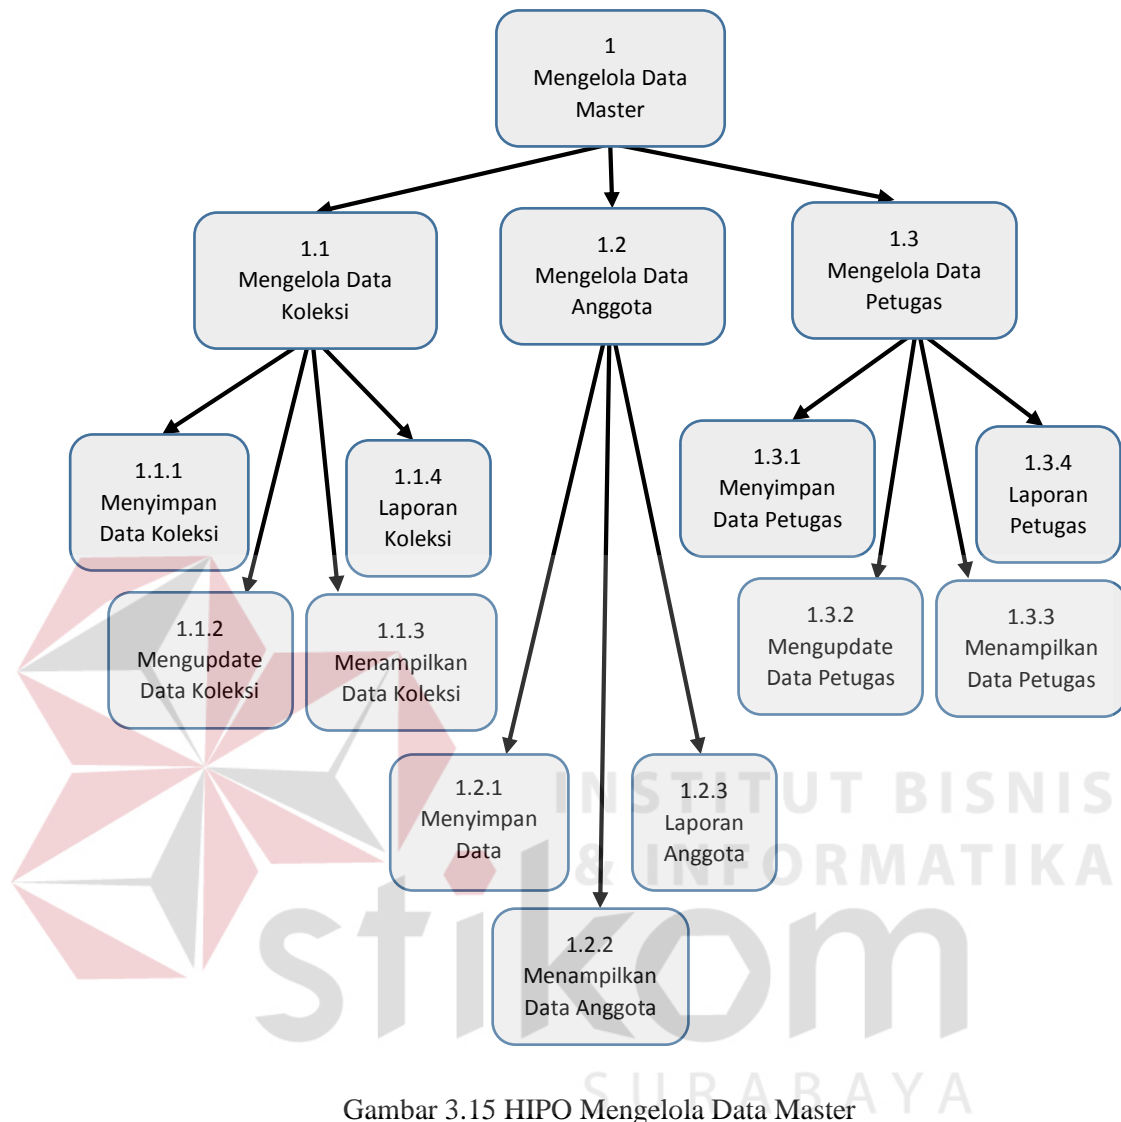 1
Mengelola Data
Master
1.1
Mengelola Data
Koleksi
1.2
Mengelola Data
Anggota
1.3
Mengelola Data
Petugas
1.1.1
Menyimpan
Data Koleksi
1.1.4
Laporan
Koleksi
1.3.1
Menyimpan
Data Petugas
1.3.4
Laporan
Petugas
1.1.2
Mengupdate
Data Koleksi
1.1.3
Menampilkan
Data Koleksi
1.3.2
Mengupdate
Data Petugas
1.3.3
Menampilkan
Data Petugas
1.2.1
Menyimpan
Data
1.2.3
Laporan
Anggota
1.2.2
Menampilkan
Data Anggota
INSTITUT BISNIS
& INFORMATIKA
stikom
SURABAYA
Gambar 3.15 HIPO Mengelola Data Master